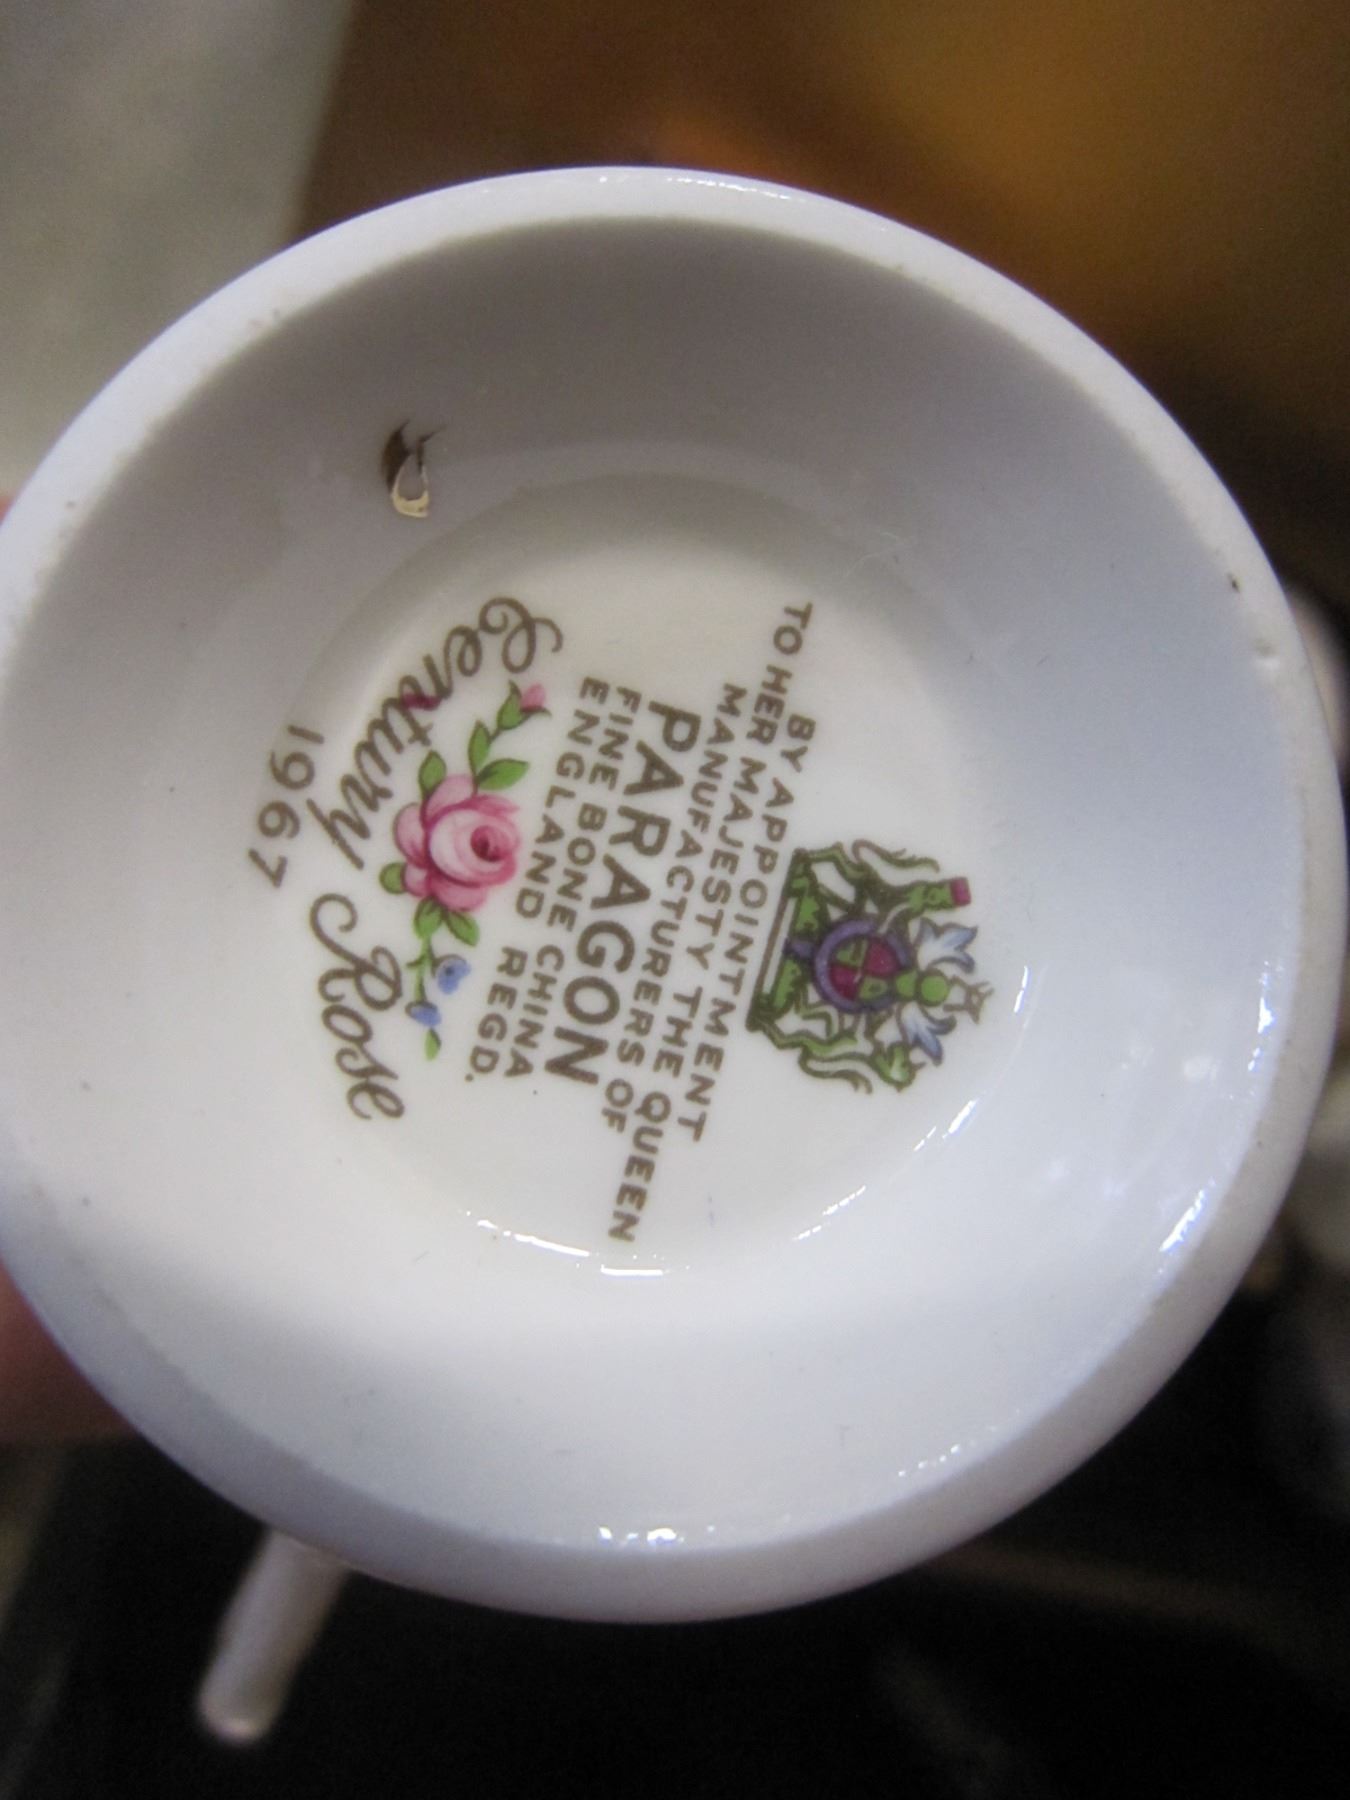 BY APPOINTMENT
TO HER MAJESTY THE QUEEN
MANUFACTURERS OF
PARAGON
FINE BONE CHINA
ENGLAND REGD.
Century Rose
1967